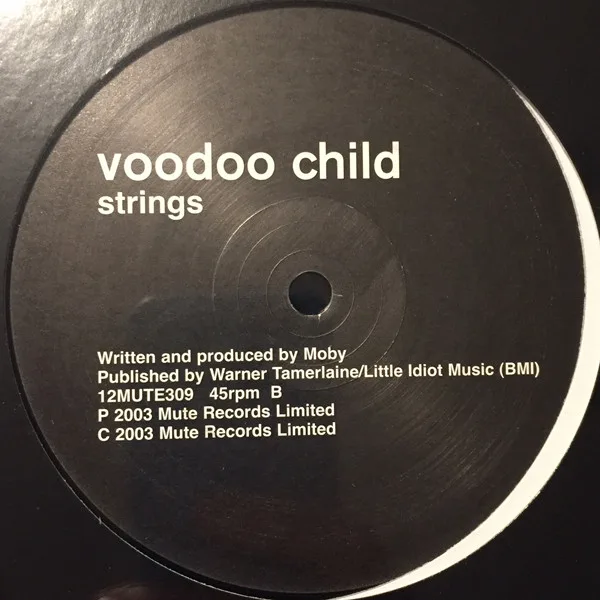 voodoo child
strings
Written and produced by Moby
Published by Warner Tamerlaine/Little Idiot Music (BMI)
12MUTE309 45rpm B
P 2003 Mute Records Limited
C 2003 Mute Records Limited